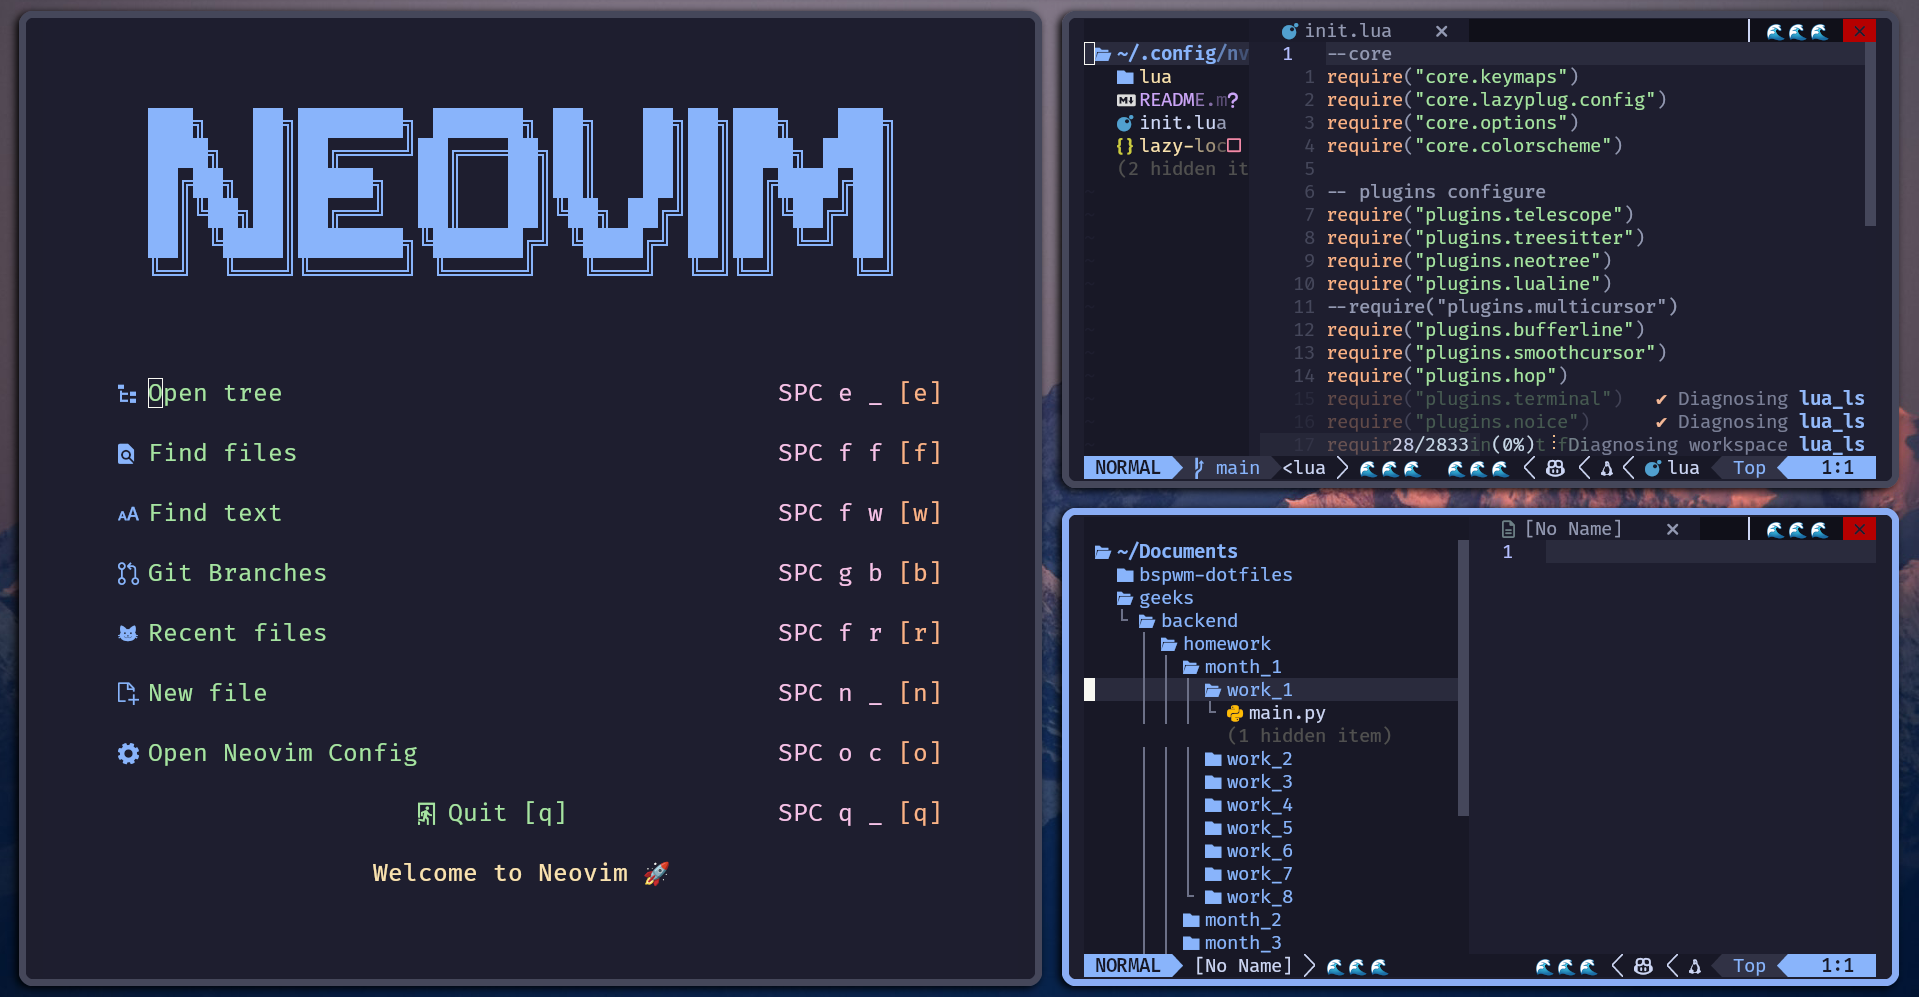 NEOVIM
Open tree SPC e _ [e]
Find files SPC f f [f]
Find text SPC f w [w]
Git Branches SPC g b [b]
Recent files SPC f r [r]
New file SPC n _ [n]
Open Neovim Config SPC o c [o]
Quit [q] SPC q _ [q]
Welcome to Neovim 🚀
init.lua ✕ 🌊🌊🌊 ✕
~/.config/nv
lua
README.m?
init.lua
lazy-loc
(2 hidden it
1 --core
1 require("core.keymaps")
2 require("core.lazyplug.config")
3 require("core.options")
4 require("core.colorscheme")
5
6 -- plugins configure
7 require("plugins.telescope")
8 require("plugins.treesitter")
9 require("plugins.neotree")
10 require("plugins.lualine")
11 --require("plugins.multicursor")
12 require("plugins.bufferline")
13 require("plugins.smoothcursor")
14 require("plugins.hop")
15 require("plugins.terminal") ✔ Diagnosing lua_ls
16 require("plugins.noice") ✔ Diagnosing lua_ls
17 requir28/2833in(0%)t fDiagnosing workspace lua_ls
NORMAL main <lua 🌊🌊🌊 🌊🌊🌊 lua Top 1:1
[No Name] ✕ 🌊🌊🌊 ✕
1
~/Documents
bspwm-dotfiles
geeks
backend
homework
month_1
work_1
main.py
(1 hidden item)
work_2
work_3
work_4
work_5
work_6
work_7
work_8
month_2
month_3
NORMAL [No Name] 🌊🌊🌊 🌊🌊🌊 Top 1:1